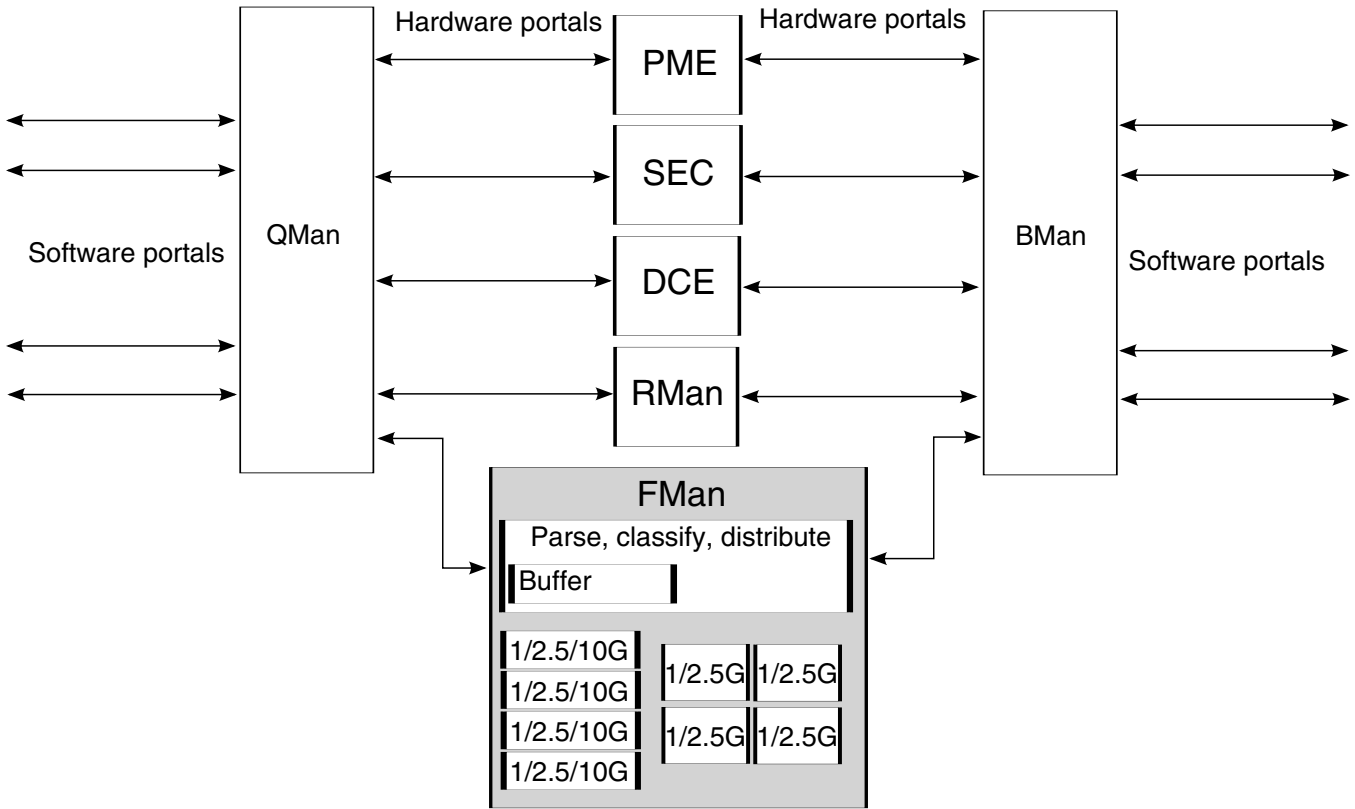 Hardware portals
Hardware portals
PME
SEC
QMan
BMan
Software portals
Software portals
DCE
RMan
FMan
Parse, classify, distribute
Buffer
1/2.5/10G
1/2.5/10G
1/2.5/10G
1/2.5/10G
1/2.5G
1/2.5G
1/2.5G
1/2.5G